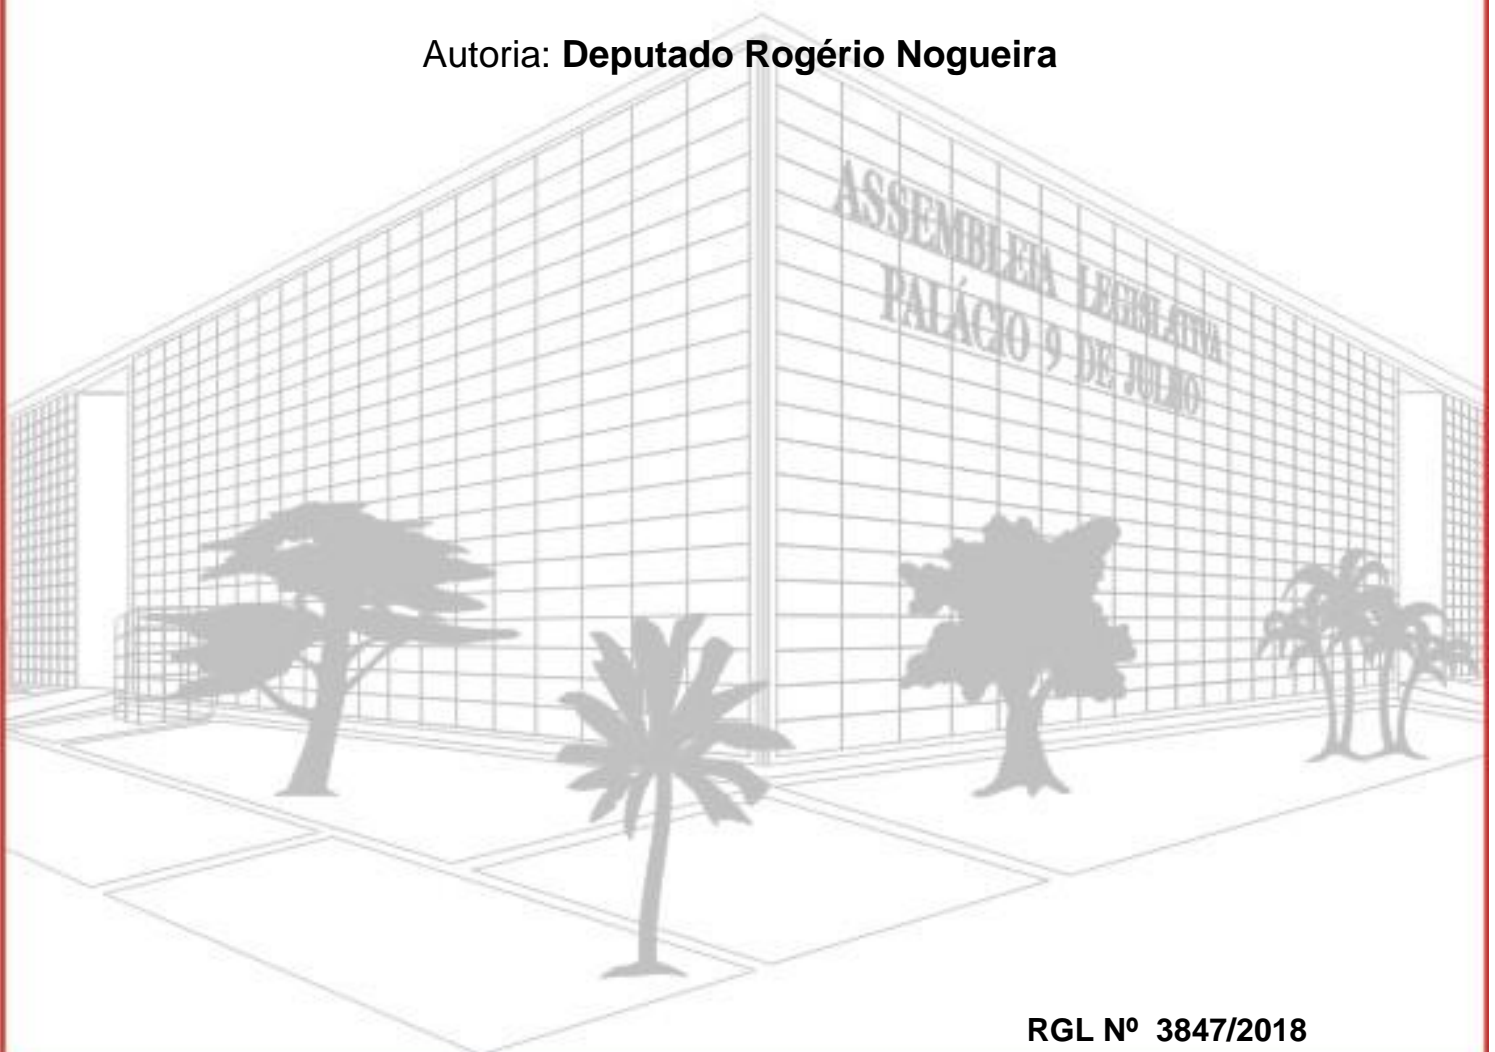 Autoria: Deputado Rogério Nogueira
ASSEMBLEIA LEGISLATIVA
PALÁCIO 9 DE JULHO
RGL Nº 3847/2018